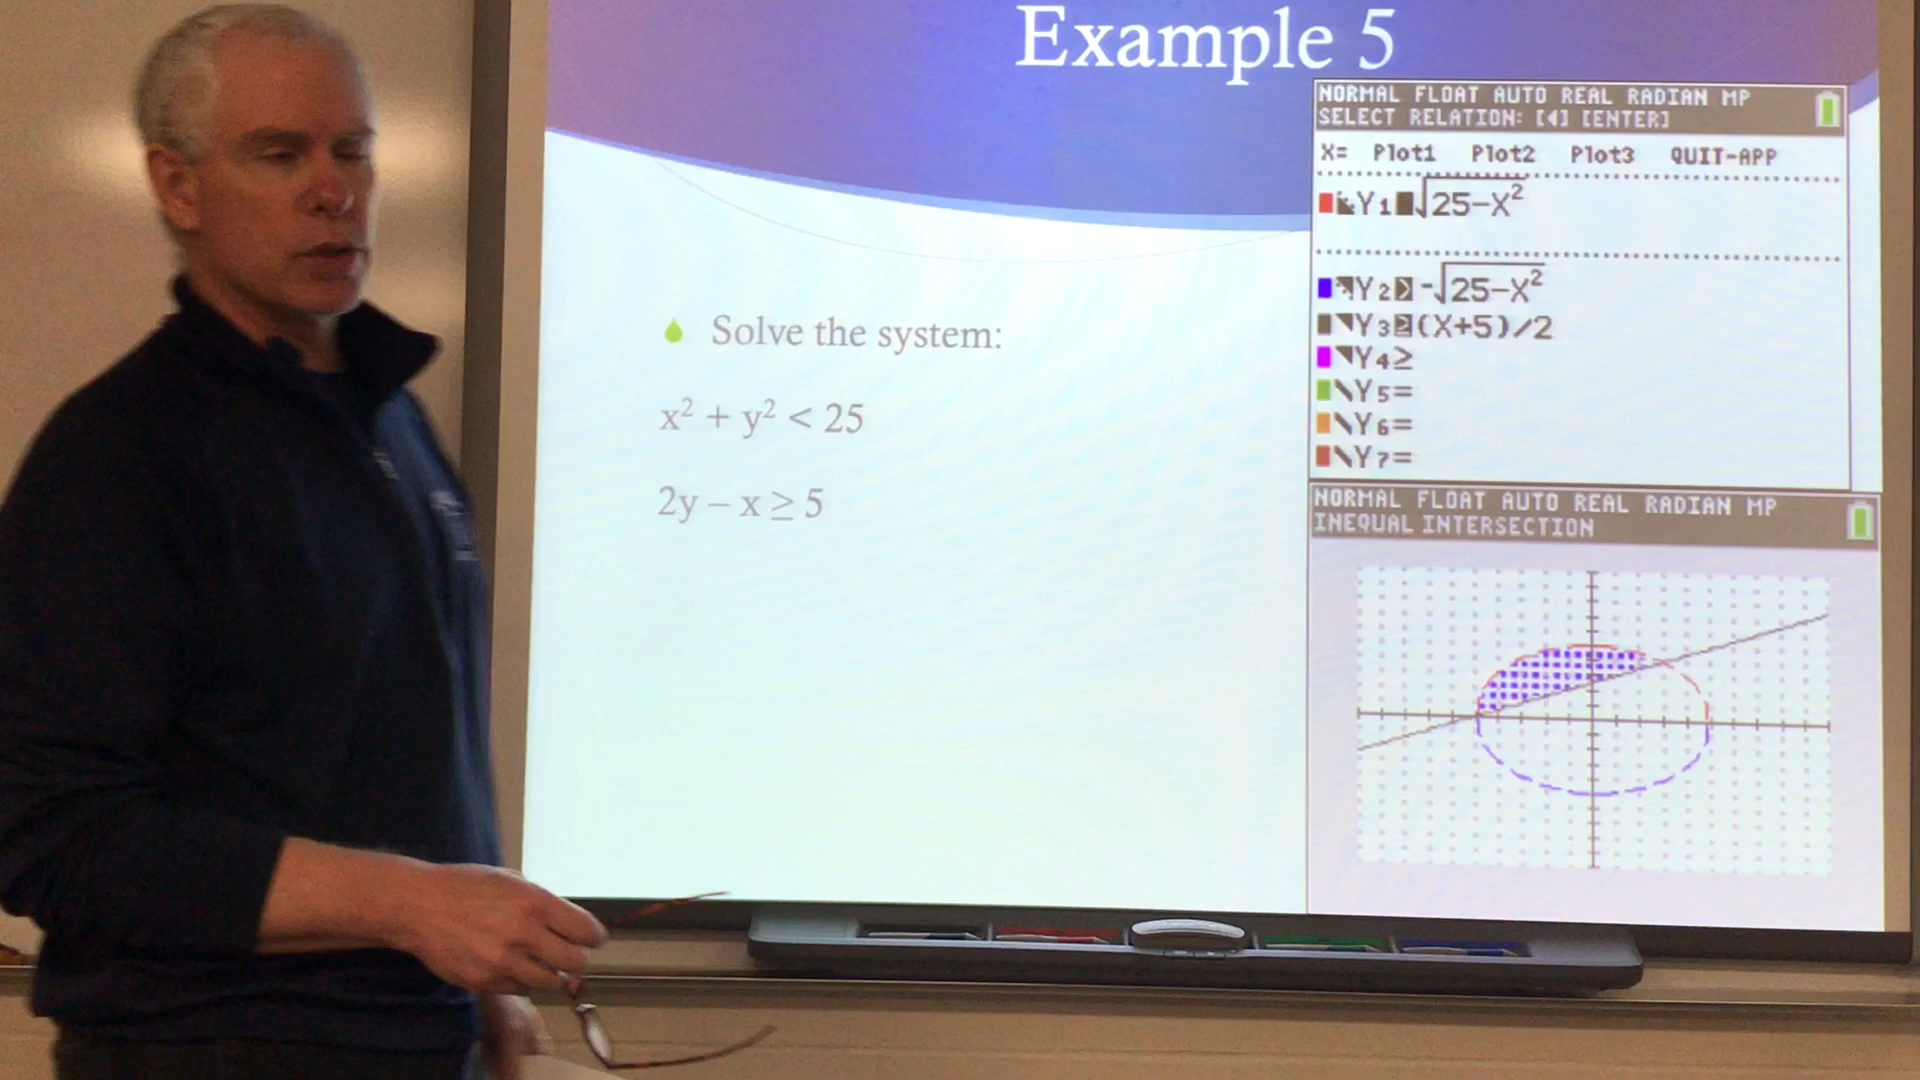 Example 5
Solve the system:
x² + y² < 25
2y – x ≥ 5
NORMAL FLOAT AUTO REAL RADIAN MP
SELECT RELATION: [◀] [ENTER]
X= Plot1 Plot2 Plot3 QUIT-APP
Y1 √25-X²
Y2> -√25-X²
Y3≥(X+5)/2
Y4≥
Y5=
Y6=
Y7=
NORMAL FLOAT AUTO REAL RADIAN MP
INEQUAL INTERSECTION